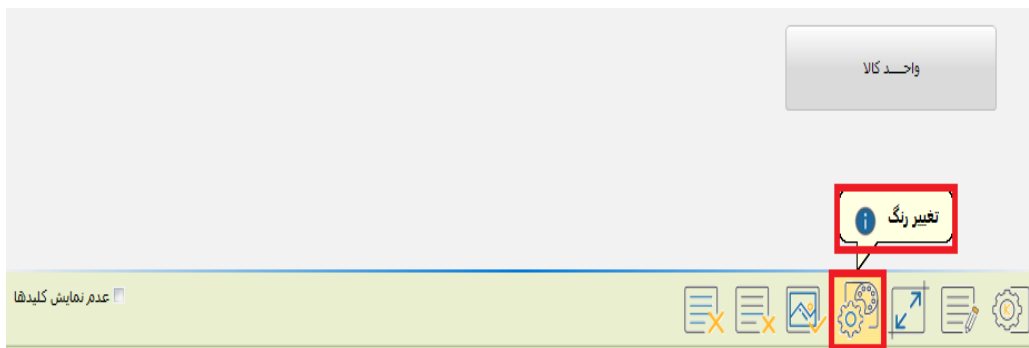 واحـــد کالا
تغییر رنگ
عدم نمایش کلیدها